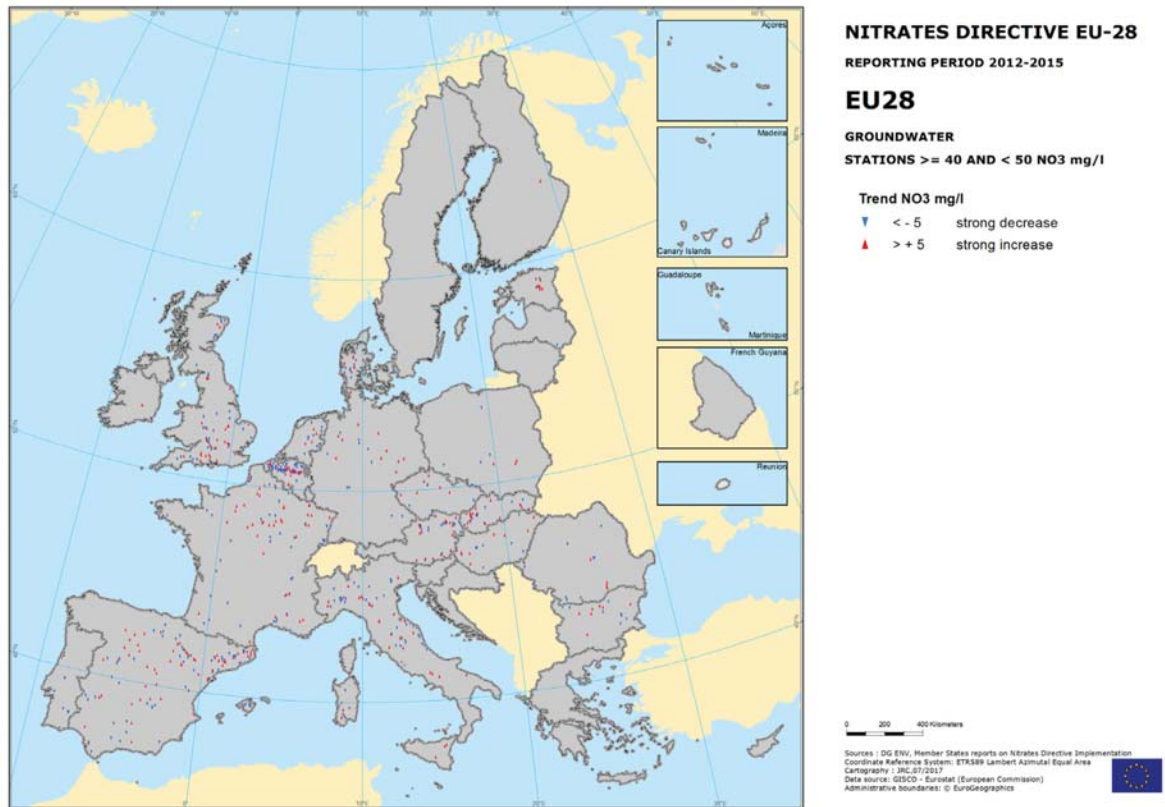 Açores
Madeira
Canary Islands
Guadaloupe
Martinique
French Guyana
Reunion
NITRATES DIRECTIVE EU-28
REPORTING PERIOD 2012-2015
EU28
GROUNDWATER
STATIONS >= 40 AND < 50 NO3 mg/l
Trend NO3 mg/l
< - 5 strong decrease
> + 5 strong increase
0 200 400 Kilometers
Sources : DG ENV, Member States reports on Nitrates Directive Implementation
Coordinate Reference System: ETRS89 Lambert Azimutal Equal Area
Cartography : JRC,07/2017
Data source: GISCO - Eurostat (European Commission)
Administrative boundaries: © EuroGeographics